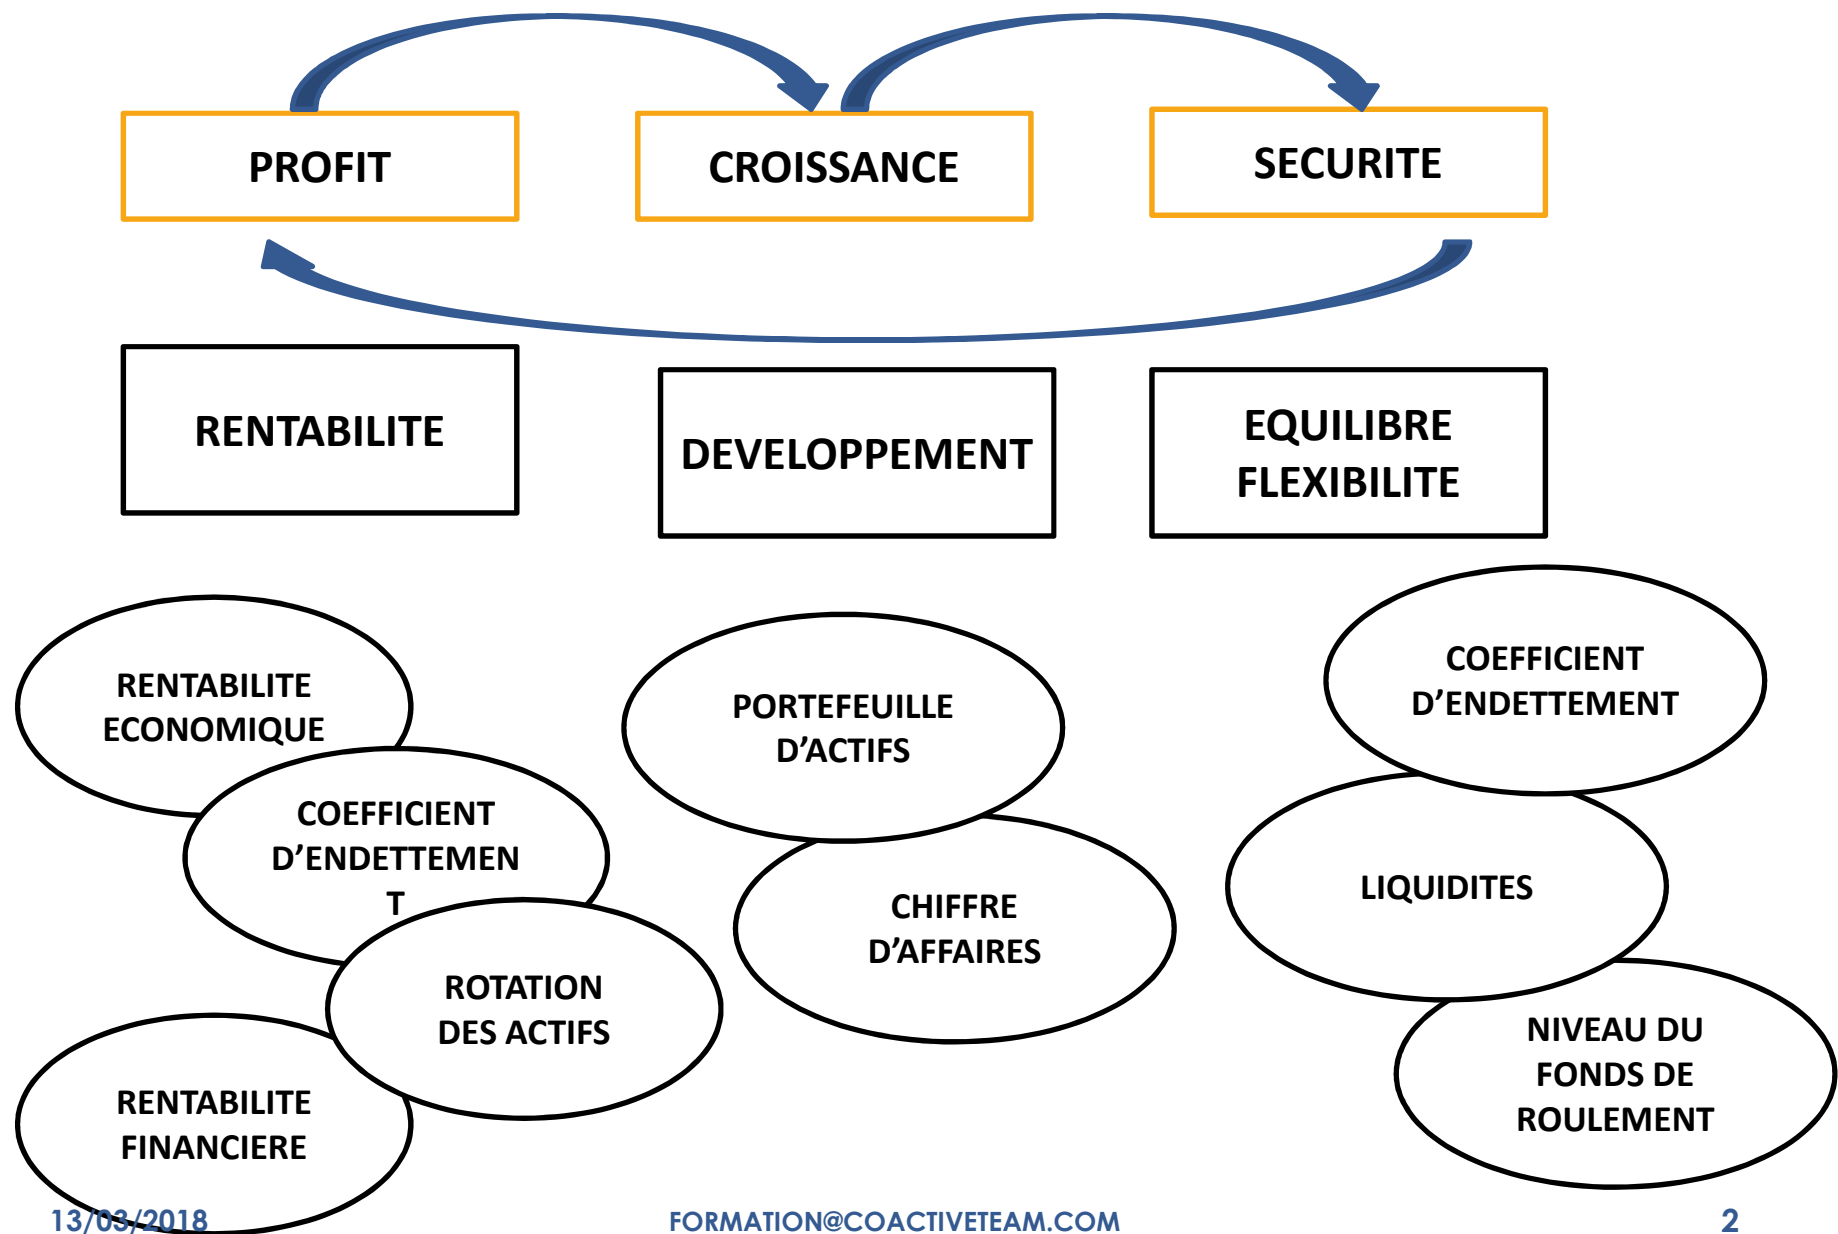 PROFIT
CROISSANCE
SECURITE
RENTABILITE
DEVELOPPEMENT
EQUILIBRE
FLEXIBILITE
RENTABILITE
ECONOMIQUE
COEFFICIENT
D’ENDETTEMEN
T
ROTATION
DES ACTIFS
RENTABILITE
FINANCIERE
PORTEFEUILLE
D’ACTIFS
CHIFFRE
D’AFFAIRES
COEFFICIENT
D’ENDETTEMENT
LIQUIDITES
NIVEAU DU
FONDS DE
ROULEMENT
13/03/2018
FORMATION@COACTIVETEAM.COM
2